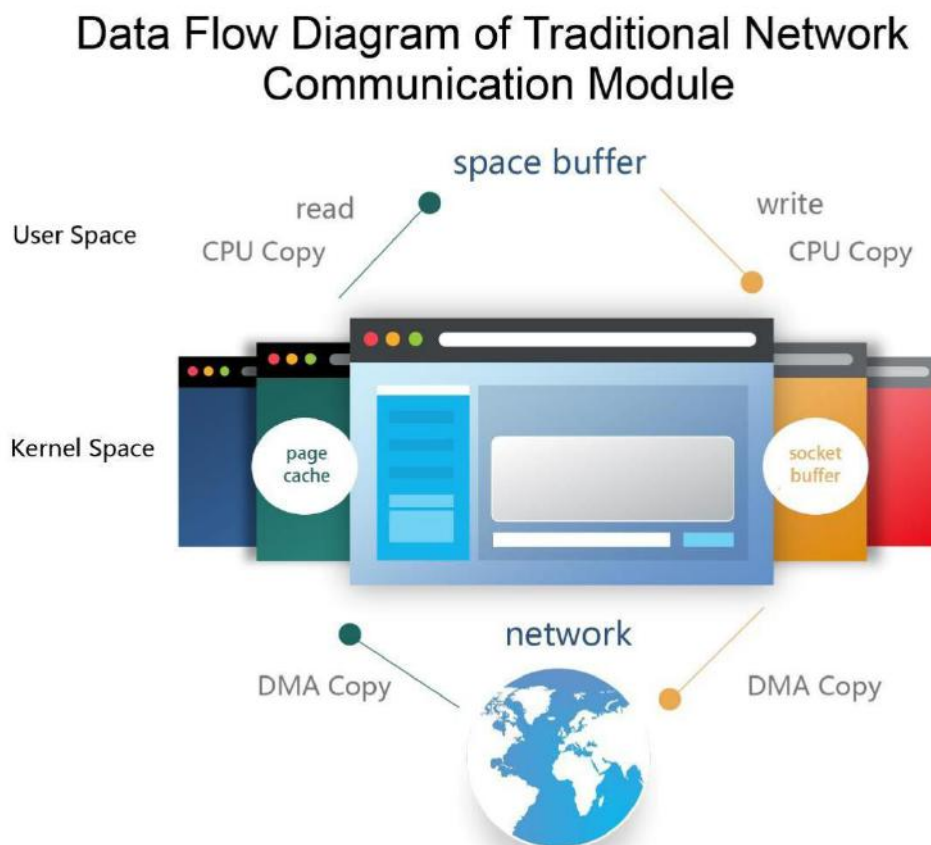 Data Flow Diagram of Traditional Network
Communication Module
space buffer
read
write
User Space
CPU Copy
CPU Copy
Kernel Space
page
cache
socket
buffer
network
DMA Copy
DMA Copy